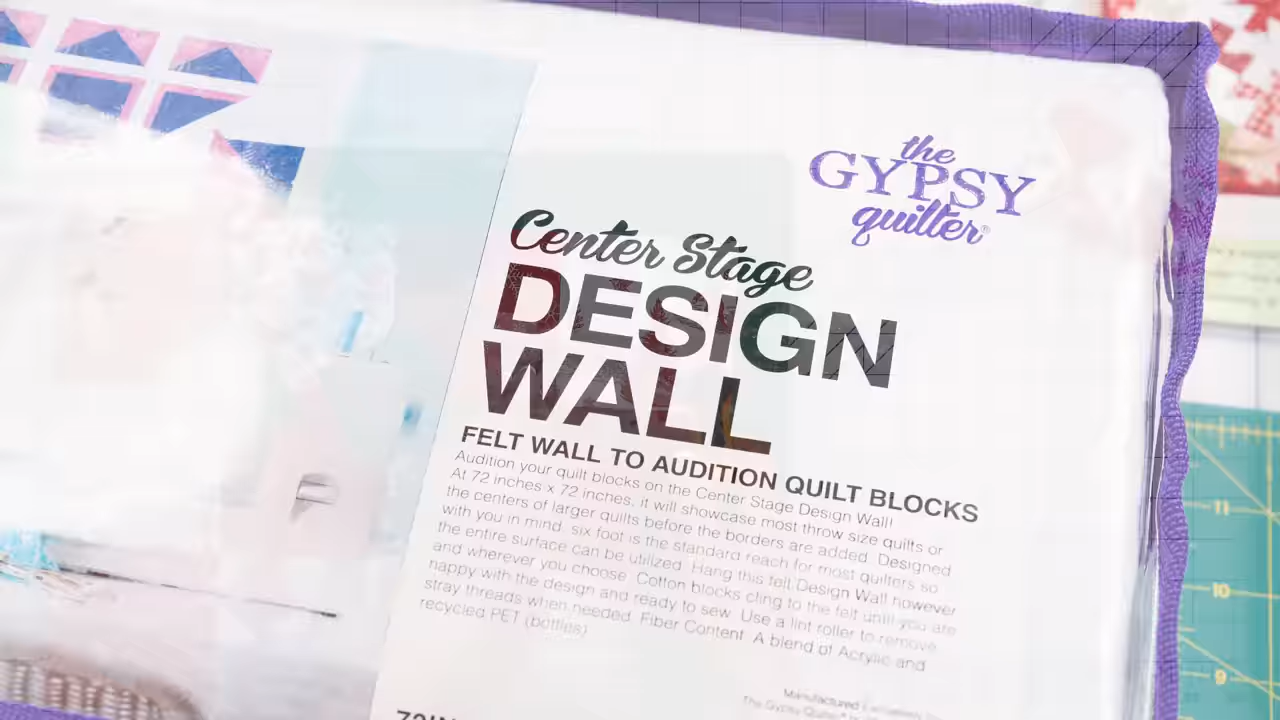 the
GYPSY
quilter®
Center Stage
DESIGN
WALL
FELT WALL TO AUDITION QUILT BLOCKS
Audition your quilt blocks on the Center Stage Design Wall!
At 72 inches x 72 inches, it will showcase most throw size quilts or
the centers of larger quilts before the borders are added. Designed
with you in mind, six foot is the standard reach for most quilters so
the entire surface can be utilized. Hang this felt Design Wall however
and wherever you choose. Cotton blocks cling to the felt until you are
happy with the design and ready to sew. Use a lint roller to remove
stray threads when needed. Fiber Content: A blend of Acrylic and
recycled PET (bottles)
Manufactured
The Gypsy Quilter®
11
10
9